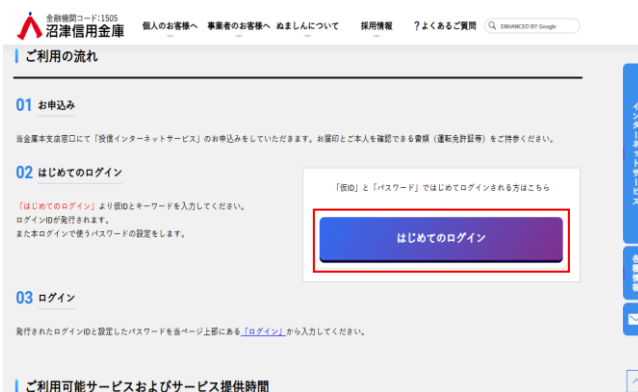 金融機関コード:1505
沼津信用金庫
個人のお客様へ 事業者のお客様へ ぬましんについて 採用情報 ?よくあるご質問 ENHANCED BY Google
ご利用の流れ
01 お申込み
当金庫本支店窓口にて「投信インターネットサービス」のお申込みをしていただきます。お届印とご本人を確認できる書類(運転免許証等)をご持参ください。
02 はじめてのログイン
「はじめてのログイン」より仮IDとキーワードを入力してください。
ログインIDが発行されます。
また本ログインで使うパスワードの設定をします。
「仮ID」と「パスワード」ではじめてログインされる方はこちら
はじめてのログイン
03 ログイン
発行されたログインIDと設定したパスワードを当ページ上部にある「ログイン」から入力してください。
ご利用可能サービスおよびサービス提供時間
インターネットサービス
各種情報